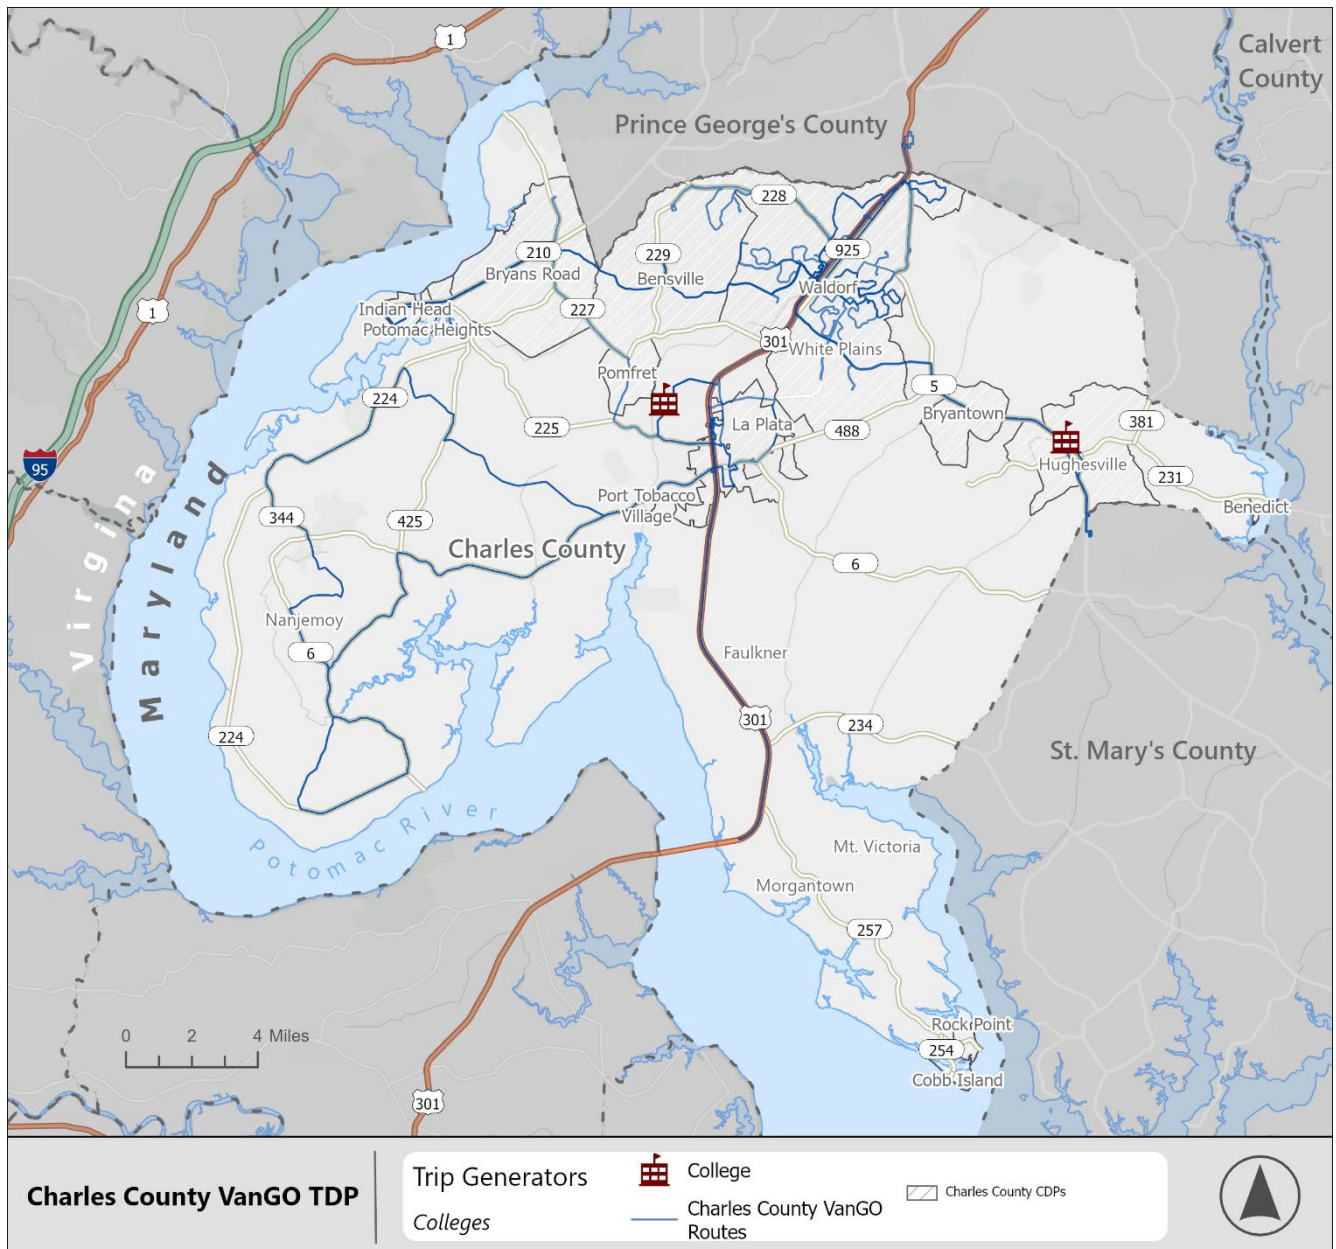 1
Calvert
County
Prince George's County
228
210
229
925
Bryans Road
Bensville
Waldorf
1
Indian Head
227
Potomac Heights
301
White Plains
Pomfret
5
224
Bryantown
225
La Plata
488
381
95
Hughesville
231
Port Tobacco
Village
Benedict
344
425
Charles County
Virginia
Maryland
6
Nanjemoy
6
Faulkner
301
234
224
St. Mary's County
Potomac River
Mt. Victoria
Morgantown
257
Rock Point
0 2 4 Miles
254
Cobb Island
301
Charles County VanGO TDP
Trip Generators
Colleges
College
Charles County VanGO
Routes
Charles County CDPs